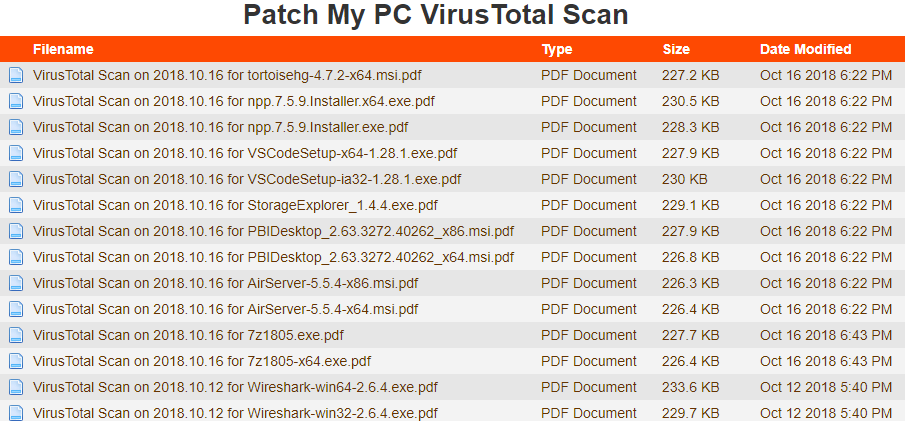 Patch My PC VirusTotal Scan
Filename Type Size Date Modified
VirusTotal Scan on 2018.10.16 for tortoisehg-4.7.2-x64.msi.pdf PDF Document 227.2 KB Oct 16 2018 6:22 PM
VirusTotal Scan on 2018.10.16 for npp.7.5.9.Installer.x64.exe.pdf PDF Document 230.5 KB Oct 16 2018 6:22 PM
VirusTotal Scan on 2018.10.16 for npp.7.5.9.Installer.exe.pdf PDF Document 228.3 KB Oct 16 2018 6:22 PM
VirusTotal Scan on 2018.10.16 for VSCodeSetup-x64-1.28.1.exe.pdf PDF Document 227.9 KB Oct 16 2018 6:22 PM
VirusTotal Scan on 2018.10.16 for VSCodeSetup-ia32-1.28.1.exe.pdf PDF Document 230 KB Oct 16 2018 6:22 PM
VirusTotal Scan on 2018.10.16 for StorageExplorer_1.4.4.exe.pdf PDF Document 229.1 KB Oct 16 2018 6:22 PM
VirusTotal Scan on 2018.10.16 for PBIDesktop_2.63.3272.40262_x86.msi.pdf PDF Document 227.9 KB Oct 16 2018 6:22 PM
VirusTotal Scan on 2018.10.16 for PBIDesktop_2.63.3272.40262_x64.msi.pdf PDF Document 226.8 KB Oct 16 2018 6:22 PM
VirusTotal Scan on 2018.10.16 for AirServer-5.5.4-x86.msi.pdf PDF Document 226.3 KB Oct 16 2018 6:22 PM
VirusTotal Scan on 2018.10.16 for AirServer-5.5.4-x64.msi.pdf PDF Document 226.4 KB Oct 16 2018 6:22 PM
VirusTotal Scan on 2018.10.16 for 7z1805.exe.pdf PDF Document 227.7 KB Oct 16 2018 6:43 PM
VirusTotal Scan on 2018.10.16 for 7z1805-x64.exe.pdf PDF Document 226.4 KB Oct 16 2018 6:43 PM
VirusTotal Scan on 2018.10.12 for Wireshark-win64-2.6.4.exe.pdf PDF Document 233.6 KB Oct 12 2018 5:40 PM
VirusTotal Scan on 2018.10.12 for Wireshark-win32-2.6.4.exe.pdf PDF Document 229.7 KB Oct 12 2018 5:40 PM